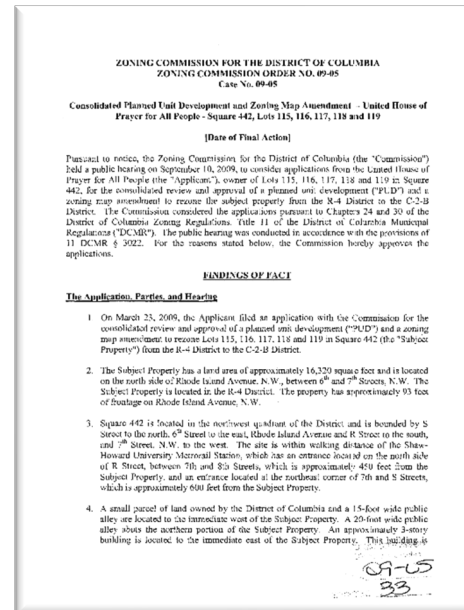 ZONING COMMISSION FOR THE DISTRICT OF COLUMBIA
ZONING COMMISSION ORDER NO. 09-05
Case No. 09-05
Consolidated Planned Unit Development and Zoning Map Amendment - United House of
Prayer for All People - Square 442, Lots 115, 116, 117, 118 and 119
[Date of Final Action]
Pursuant to notice, the Zoning Commission for the District of Columbia (the "Commission")
held a public hearing on September 10, 2009, to consider applications from the United House of
Prayer for All People (the "Applicant"), owner of Lots 115, 116, 117, 118 and 119 in Square
442, for the consolidated review and approval of a planned unit development ("PUD") and a
zoning map amendment to rezone the subject property from the R-4 District to the C-2-B
District. The Commission considered the applications pursuant to Chapters 24 and 30 of the
District of Columbia Zoning Regulations, Title 11 of the District of Columbia Municipal
Regulations ("DCMR"). The public hearing was conducted in accordance with the provisions of
11 DCMR § 3022. For the reasons stated below, the Commission hereby approves the
applications.
FINDINGS OF FACT
The Application, Parties, and Hearing
1 On March 23, 2009, the Applicant filed an application with the Commission for the
consolidated review and approval of a planned unit development ("PUD") and a zoning
map amendment to rezone Lots 115, 116, 117, 118 and 119 in Square 442 (the "Subject
Property") from the R-4 District to the C-2-B District.
2. The Subject Property has a land area of approximately 16,320 square feet and is located
on the north side of Rhode Island Avenue, N.W., between 6th and 7th Streets, N.W. The
Subject Property is located in the R-4 District. The property has approximately 93 feet
of frontage on Rhode Island Avenue, N.W.
3. Square 442 is located in the northwest quadrant of the District and is bounded by S
Street to the north, 6th Street to the east, Rhode Island Avenue and R Street to the south,
and 7th Street, N.W. to the west. The site is within walking distance of the Shaw-
Howard University Metrorail Station, which has an entrance located on the north side
of R Street, between 7th and 8th Streets, which is approximately 450 feet from the
Subject Property, and an entrance located at the northeast corner of 7th and S Streets,
which is approximately 600 feet from the Subject Property.
4. A small parcel of land owned by the District of Columbia and a 15-foot wide public
alley are located to the immediate west of the Subject Property. A 20-foot wide public
alley abuts the northern portion of the Subject Property. An approximately 3-story
building is located to the immediate east of the Subject Property. This building is
09-05
33